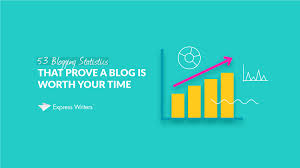 53 Blogging Statistics
THAT PROVE A BLOG IS
WORTH YOUR TIME
Express Writers